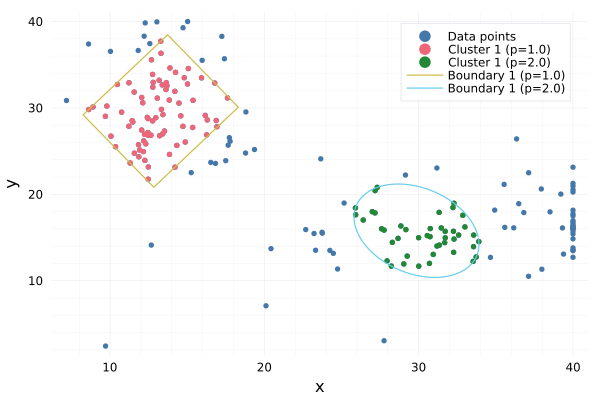 40
30
20
10
y
10
20
30
40
x
Data points
Cluster 1 (p=1.0)
Cluster 1 (p=2.0)
Boundary 1 (p=1.0)
Boundary 1 (p=2.0)